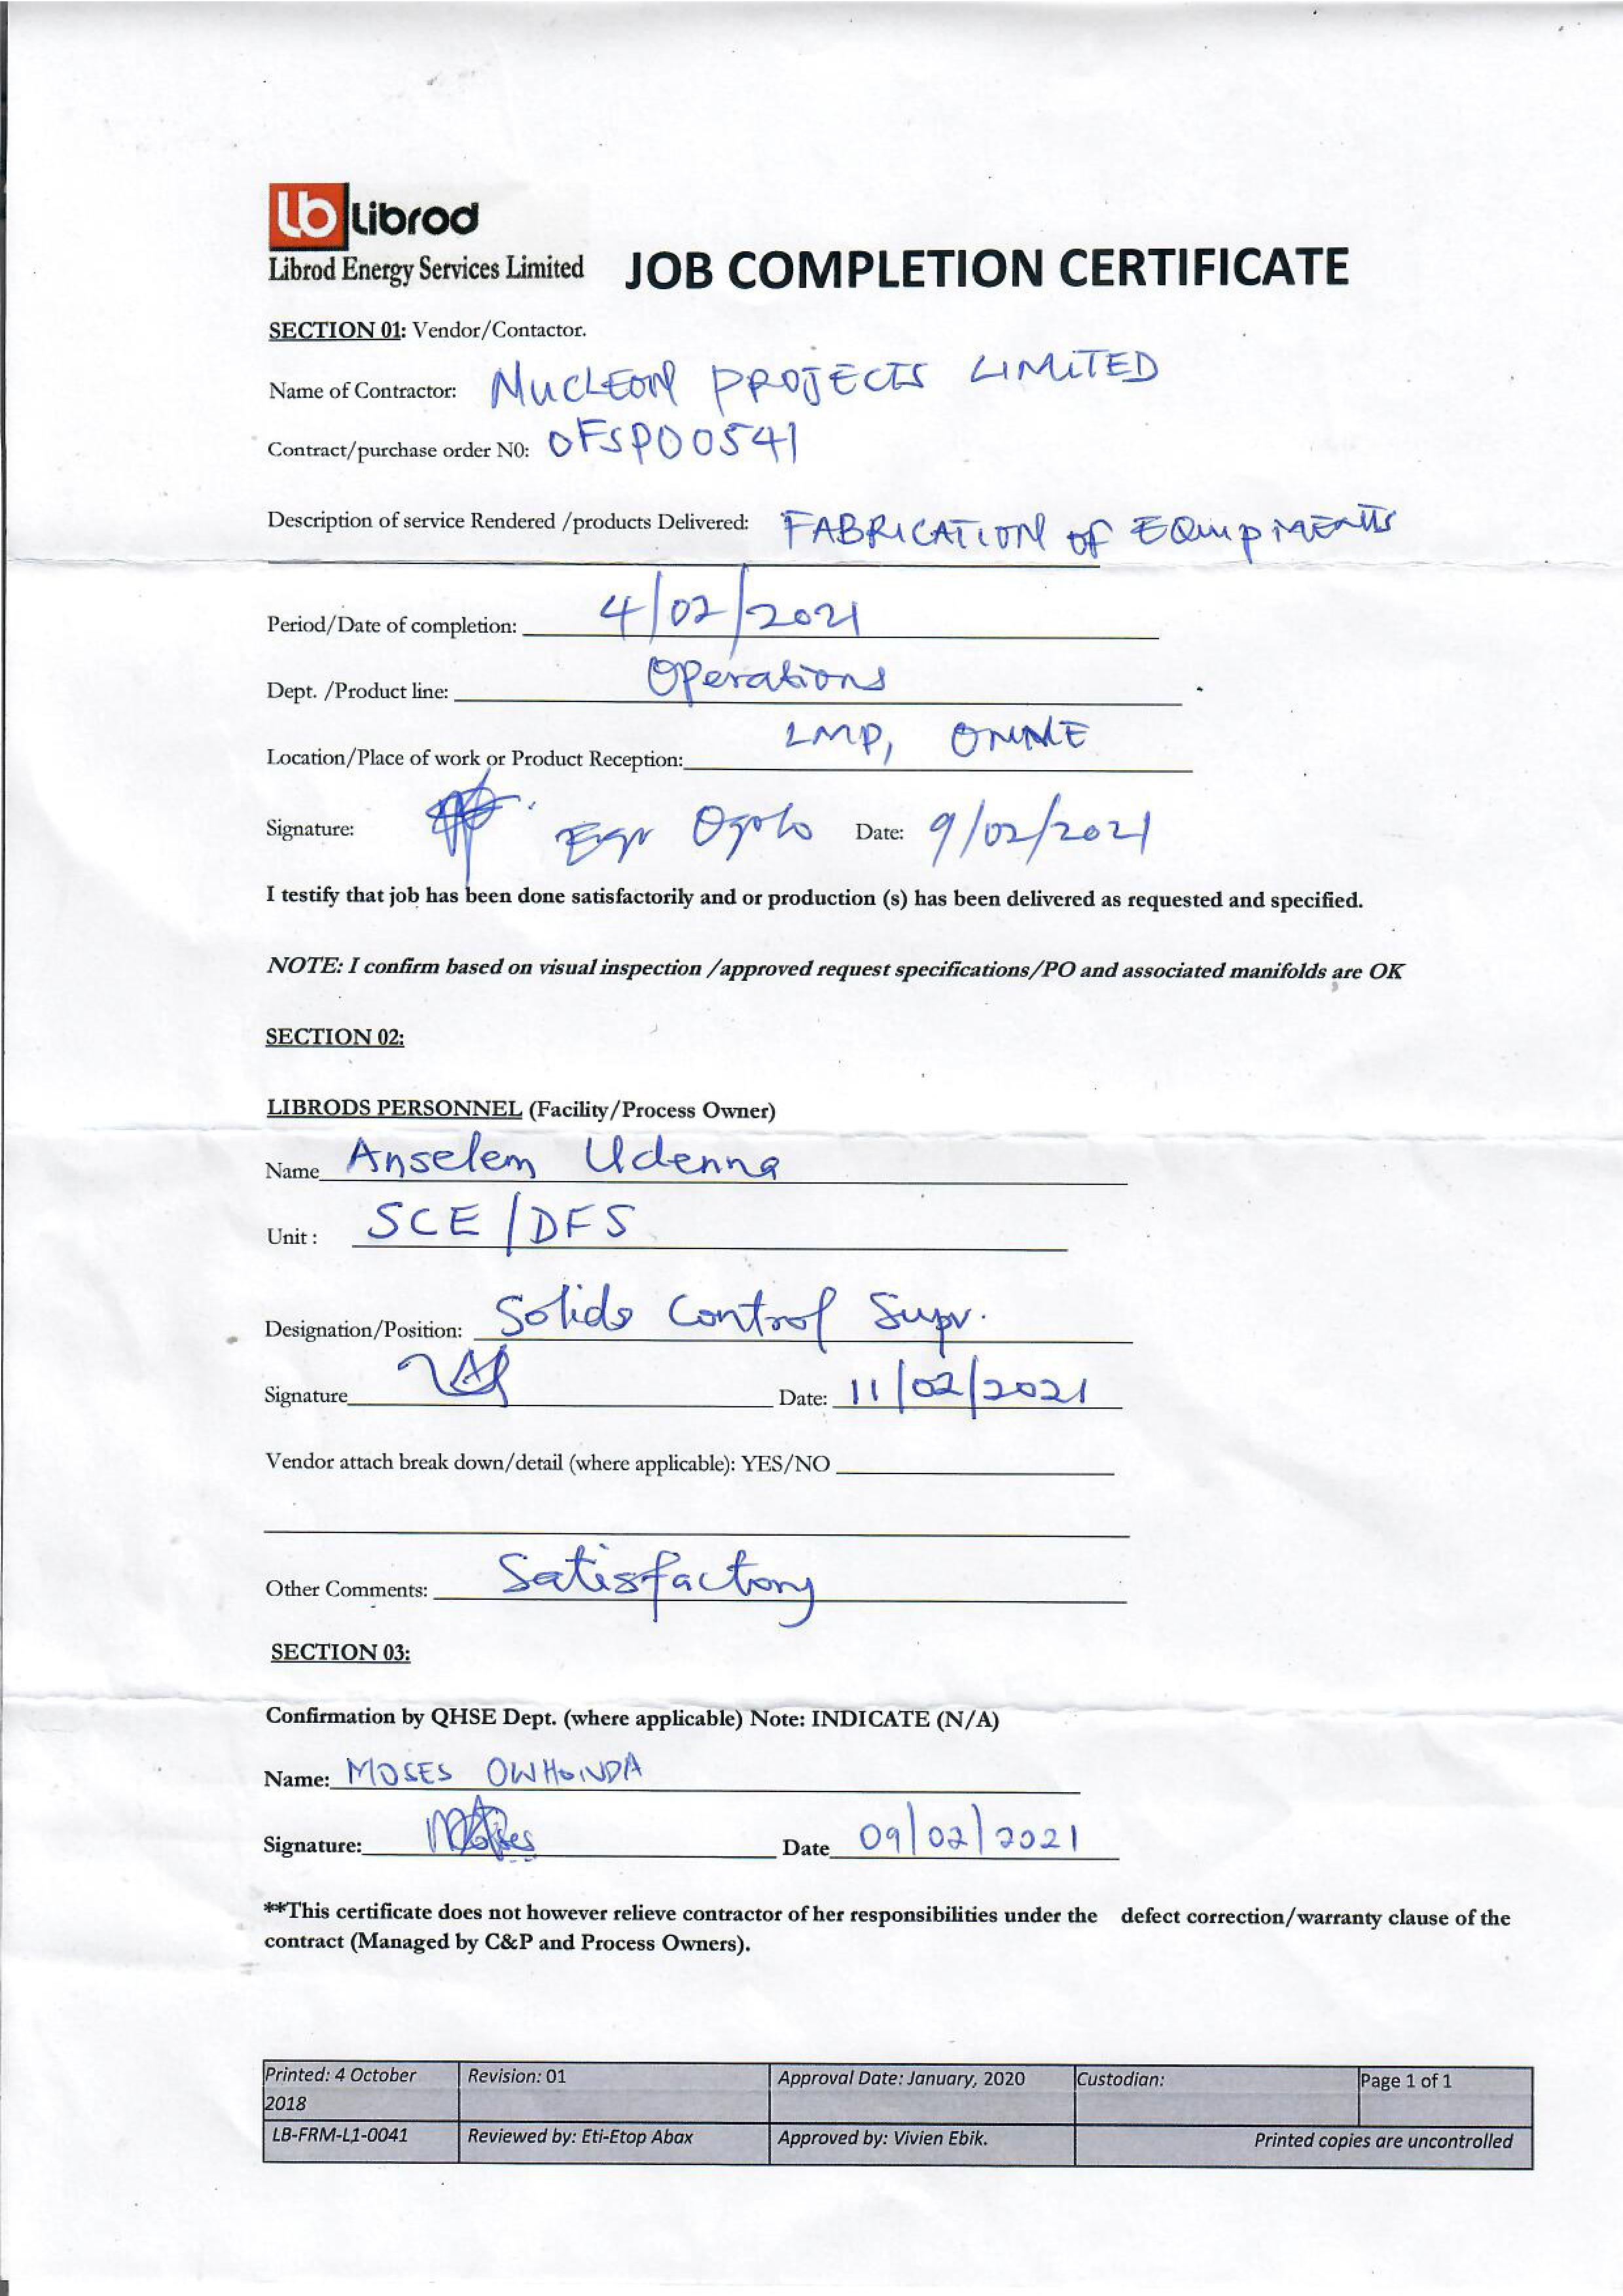 lb Librod
Librod Energy Services Limited JOB COMPLETION CERTIFICATE
SECTION 01: Vendor/Contactor.
Name of Contractor: NUCLEON PROJECTS LIMITED
Contract/purchase order N0: OFSPO0541
Description of service Rendered /products Delivered: FABRICATION of EQUIPMENTS
Period/Date of completion: 4/02/2021
Dept. /Product line: Operations
Location/Place of work or Product Reception: LMP, ONNE
Signature: Egr Ogolo Date: 9/02/2021
I testify that job has been done satisfactorily and or production (s) has been delivered as requested and specified.
NOTE: I confirm based on visual inspection /approved request specifications/PO and associated manifolds are OK
SECTION 02:
LIBRODS PERSONNEL (Facility/Process Owner)
Name Anselem Udenna
Unit : SCE/DFS
Designation/Position: Solids Control Supv.
Signature Date: 11/02/2021
Vendor attach break down/detail (where applicable): YES/NO
Other Comments: Satisfactory
SECTION 03:
Confirmation by QHSE Dept. (where applicable) Note: INDICATE (N/A)
Name: MOSES OWHONDA
Signature: Date 09/02/2021
**This certificate does not however relieve contractor of her responsibilities under the defect correction/warranty clause of the
contract (Managed by C&P and Process Owners).
Printed: 4 October 2018 Revision: 01 Approval Date: January, 2020 Custodian: Page 1 of 1
LB-FRM-L1-0041 Reviewed by: Eti-Etop Abax Approved by: Vivien Ebik. Printed copies are uncontrolled